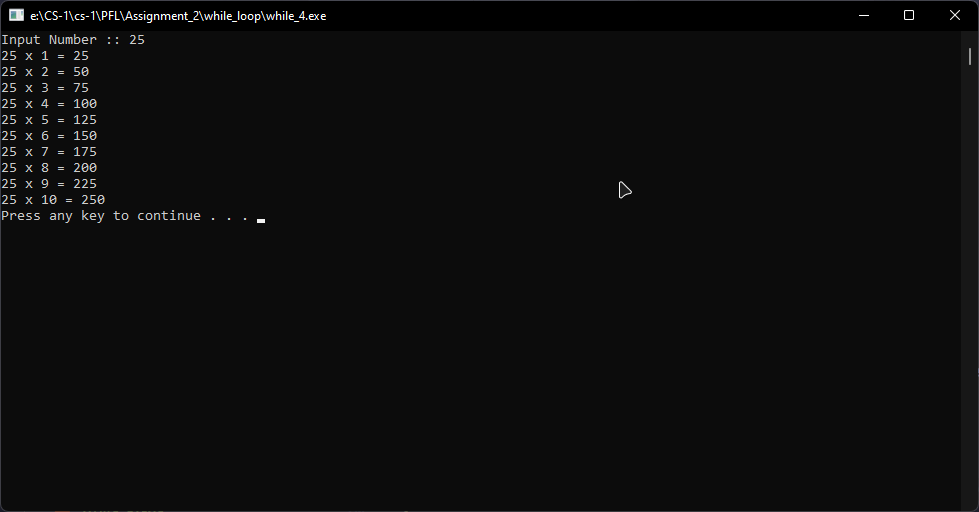 e:\CS-1\cs-1\PFL\Assignment_2\while_loop\while_4.exe
Input Number :: 25
25 x 1 = 25
25 x 2 = 50
25 x 3 = 75
25 x 4 = 100
25 x 5 = 125
25 x 6 = 150
25 x 7 = 175
25 x 8 = 200
25 x 9 = 225
25 x 10 = 250
Press any key to continue . . .